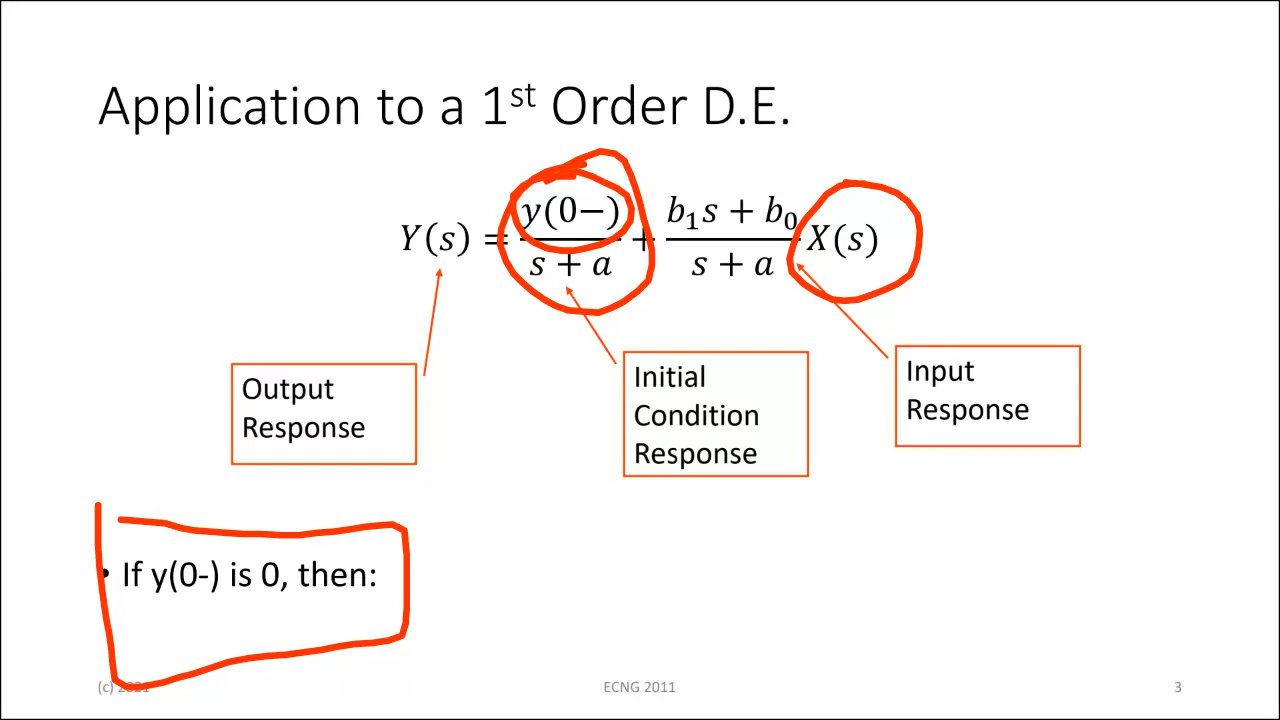 Application to a 1st Order D.E.
Y(s) = y(0−)/(s + a) + (b₁s + b₀)/(s + a) X(s)
Output
Response
Initial
Condition
Response
Input
Response
• If y(0-) is 0, then:
(c) 2021
ECNG 2011
3